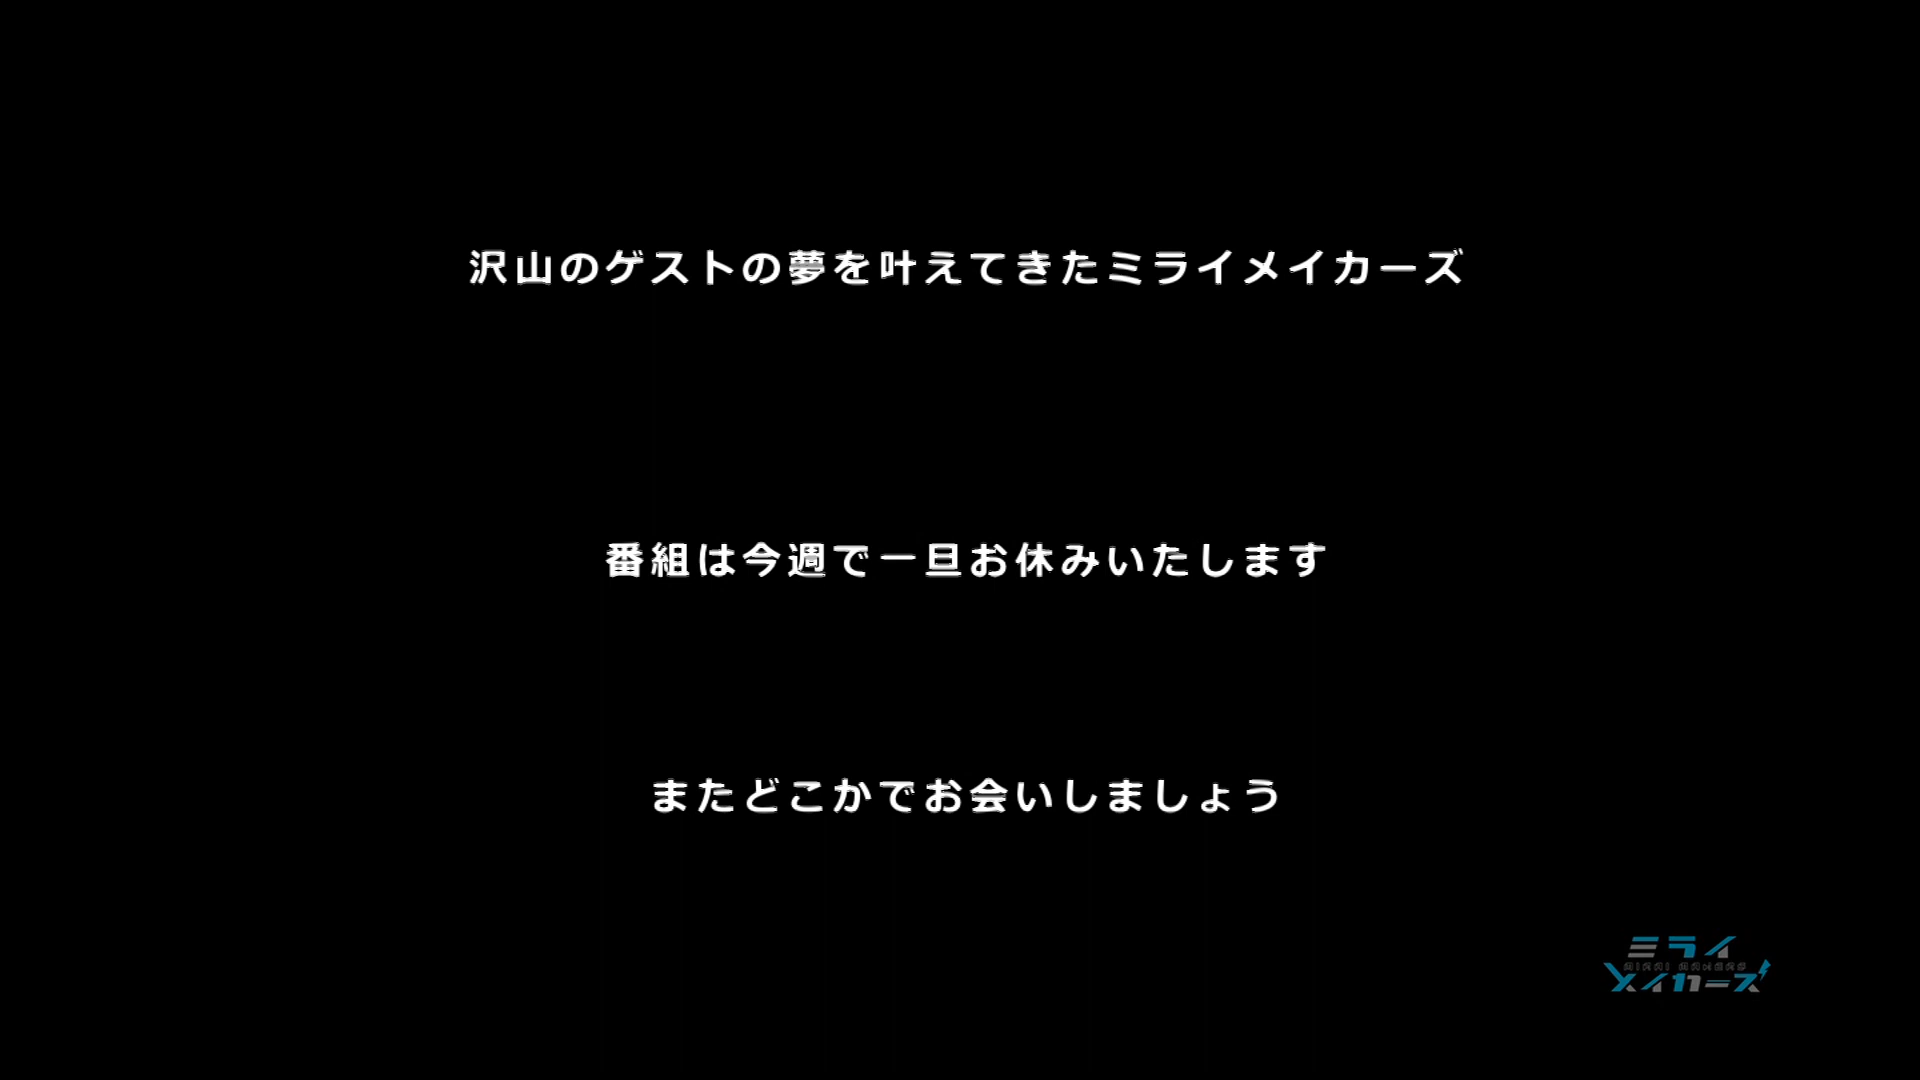 沢山のゲストの夢を叶えてきたミライメイカーズ
番組は今週で一旦お休みいたします
またどこかでお会いしましょう
ミライ
MIRAI MAKERS
メイカーズ